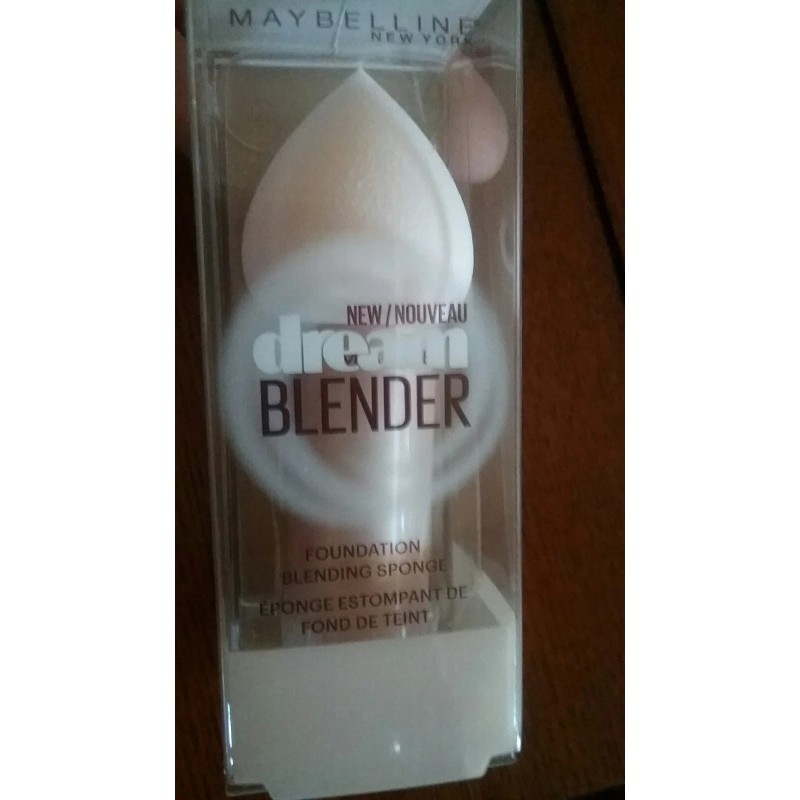 MAYBELLINE
NEW YORK
NEW/NOUVEAU
dream
BLENDER
FOUNDATION
BLENDING SPONGE
ÉPONGE ESTOMPANT DE
FOND DE TEINT